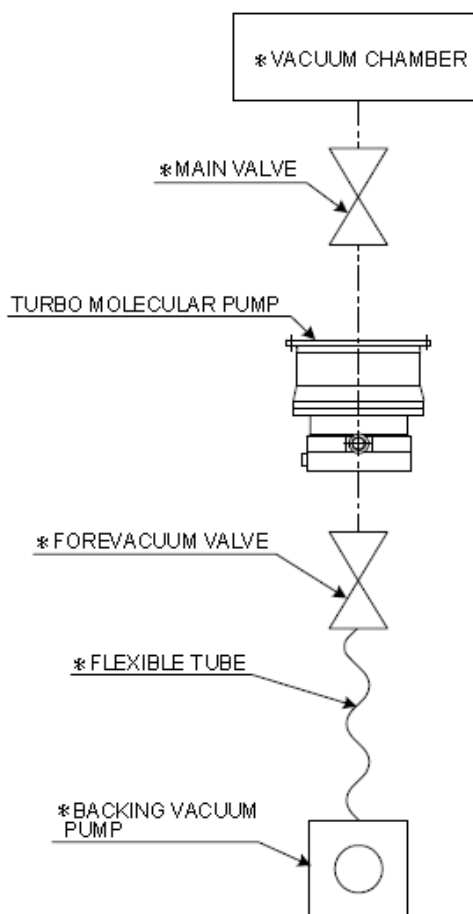 *VACUUM CHAMBER
*MAIN VALVE
TURBO MOLECULAR PUMP
*FOREVACUUM VALVE
*FLEXIBLE TUBE
*BACKING VACUUM
PUMP